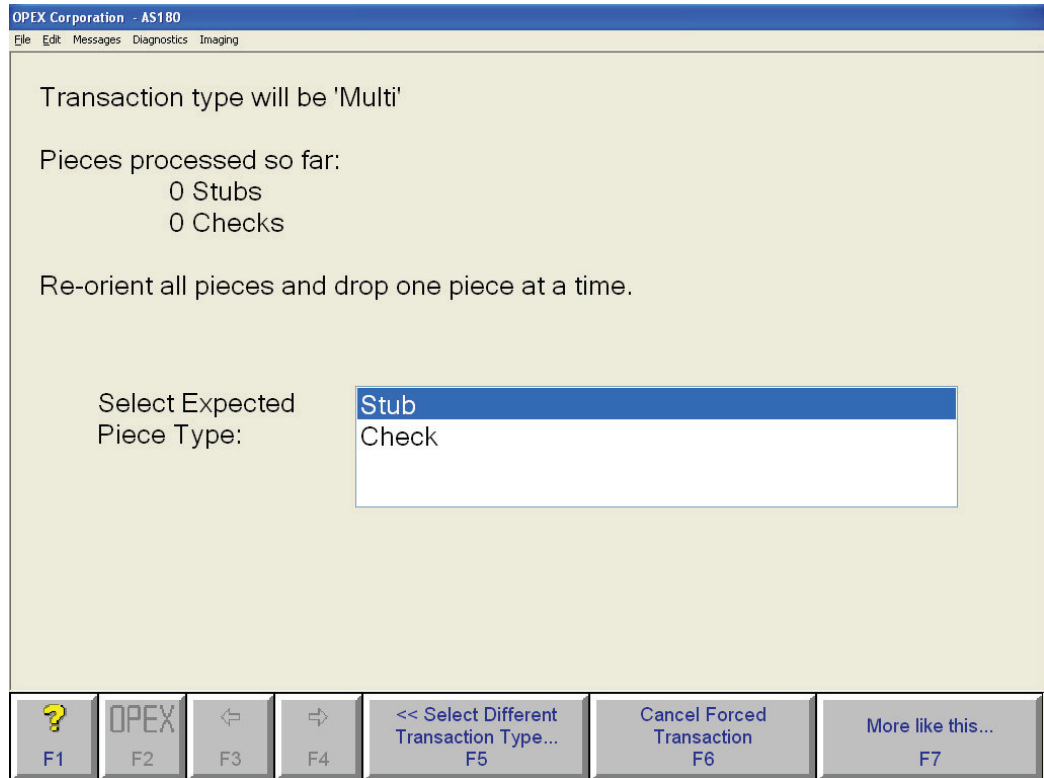 OPEX Corporation - AS180
File Edit Messages Diagnostics Imaging
Transaction type will be 'Multi'
Pieces processed so far:
0 Stubs
0 Checks
Re-orient all pieces and drop one piece at a time.
Select Expected
Piece Type:
Stub
Check
?
F1
OPEX
F2
F3
F4
<< Select Different
Transaction Type...
F5
Cancel Forced
Transaction
F6
More like this...
F7